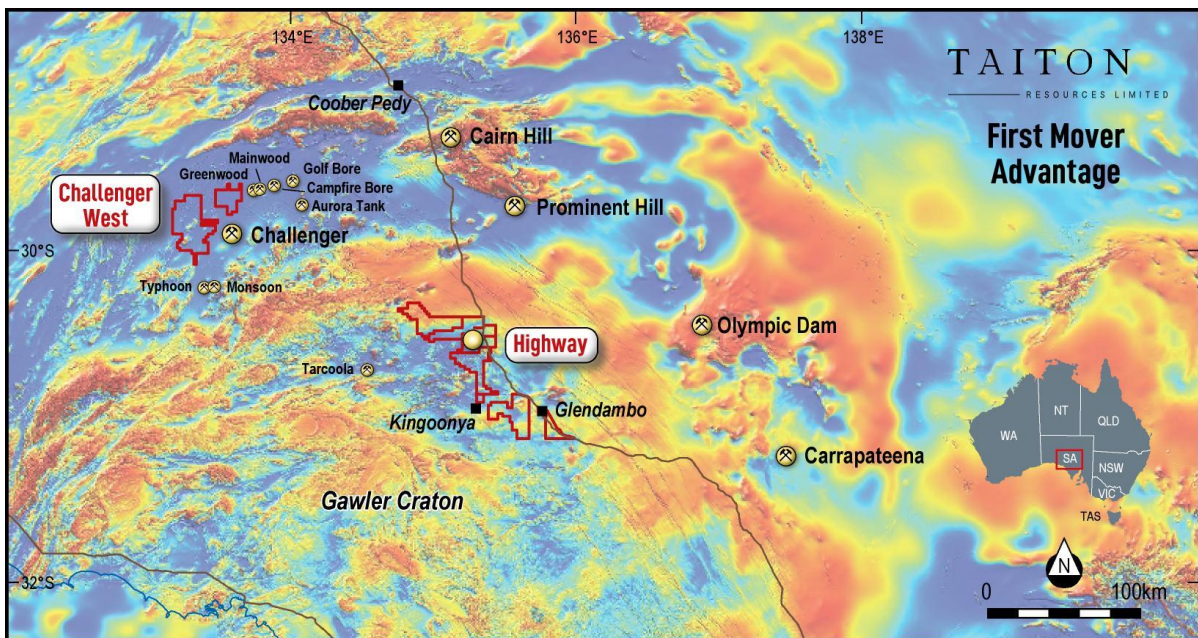 134°E
136°E
138°E
TAITON
RESOURCES LIMITED
First Mover
Advantage
Coober Pedy
Cairn Hill
Mainwood
Golf Bore
Greenwood
Campfire Bore
Aurora Tank
Challenger
West
Prominent Hill
Challenger
30°S
Typhoon
Monsoon
Olympic Dam
Highway
Tarcoola
Kingoonya
Glendambo
Carrapateena
Gawler Craton
NT
QLD
WA
SA
NSW
VIC
TAS
N
32°S
0
100km